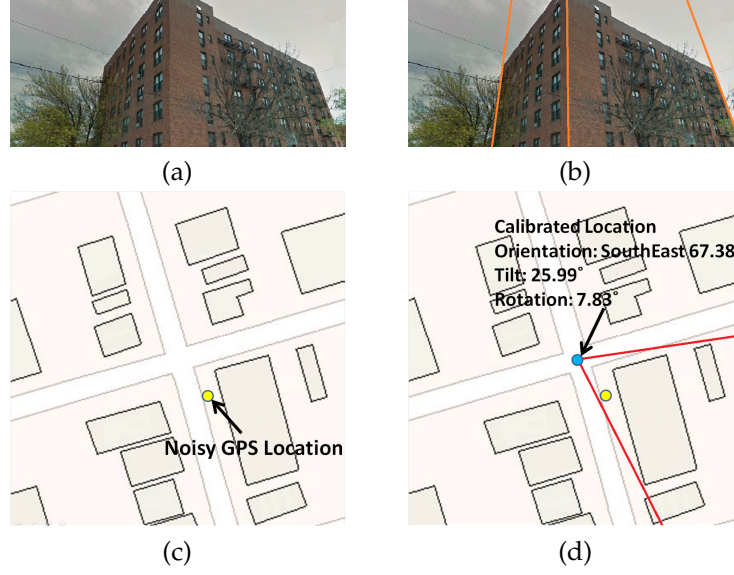 (a)
(b)
Noisy GPS Location
Calibrated Location
Orientation: SouthEast 67.38
Tilt: 25.99˚
Rotation: 7.83˚
(c)
(d)